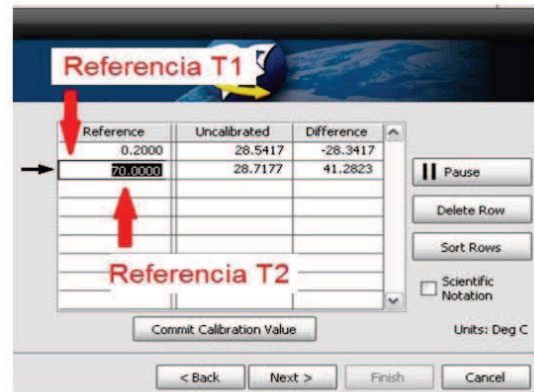 Referencia T1
Reference Uncalibrated Difference
0.2000 28.5417 -28.3417
70.0000 28.7177 41.2823
Pause
Delete Row
Sort Rows
Referencia T2
Scientific
Notation
Commit Calibration Value
Units: Deg C
< Back Next > Finish Cancel